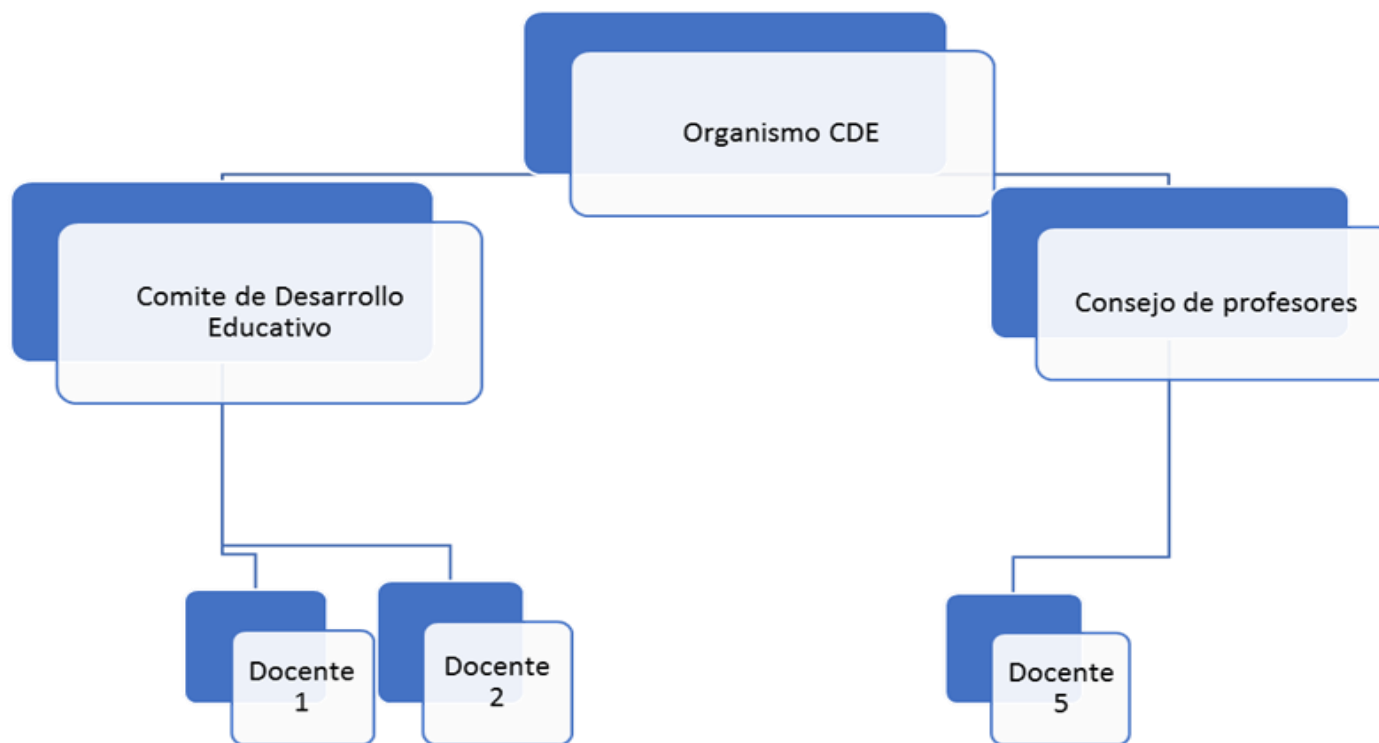 Organismo CDE
Comite de Desarrollo
Educativo
Consejo de profesores
Docente
1
Docente
2
Docente
5